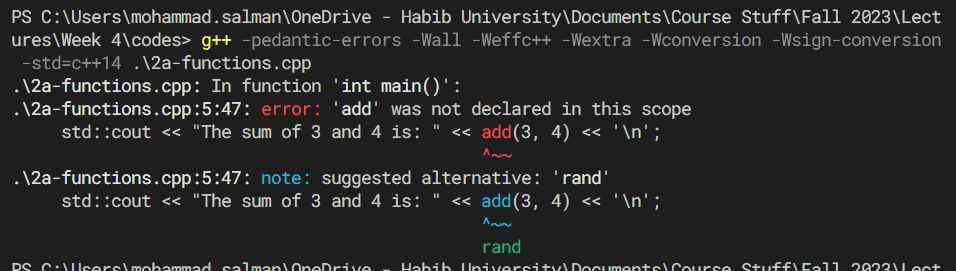 PS C:\Users\mohammad.salman\OneDrive - Habib University\Documents\Course Stuff\Fall 2023\Lect
ures\Week 4\codes> g++ -pedantic-errors -Wall -Weffc++ -Wextra -Wconversion -Wsign-conversion
 -std=c++14 .\2a-functions.cpp
.\2a-functions.cpp: In function 'int main()':
.\2a-functions.cpp:5:47: error: 'add' was not declared in this scope
     std::cout << "The sum of 3 and 4 is: " << add(3, 4) << '\n';
                                               ^~~
.\2a-functions.cpp:5:47: note: suggested alternative: 'rand'
     std::cout << "The sum of 3 and 4 is: " << add(3, 4) << '\n';
                                               ^~~
                                               rand
PS C:\Users\mohammad.salman\OneDrive - Habib University\Documents\Course Stuff\Fall 2023\Lect